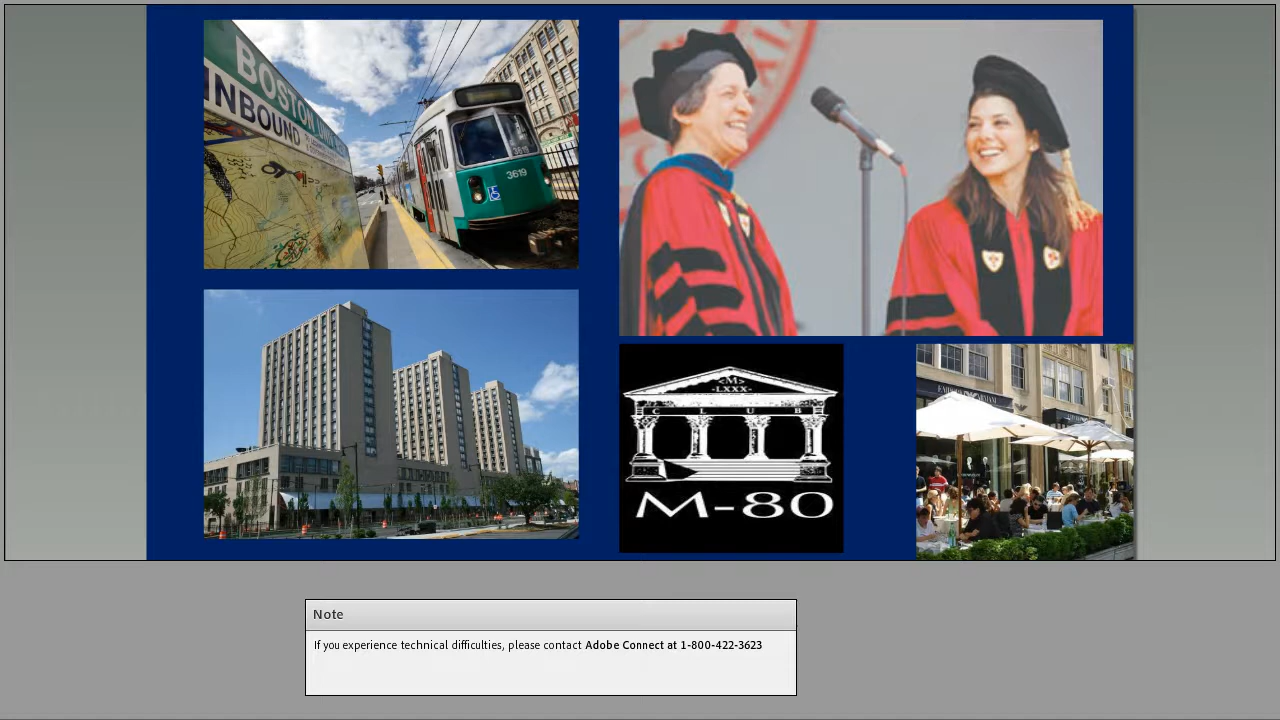 BOSTON UNIV
INBOUND
3619
<M>
-LXXX-
C L U B
M-80
Note
If you experience technical difficulties, please contact Adobe Connect at 1-800-422-3623